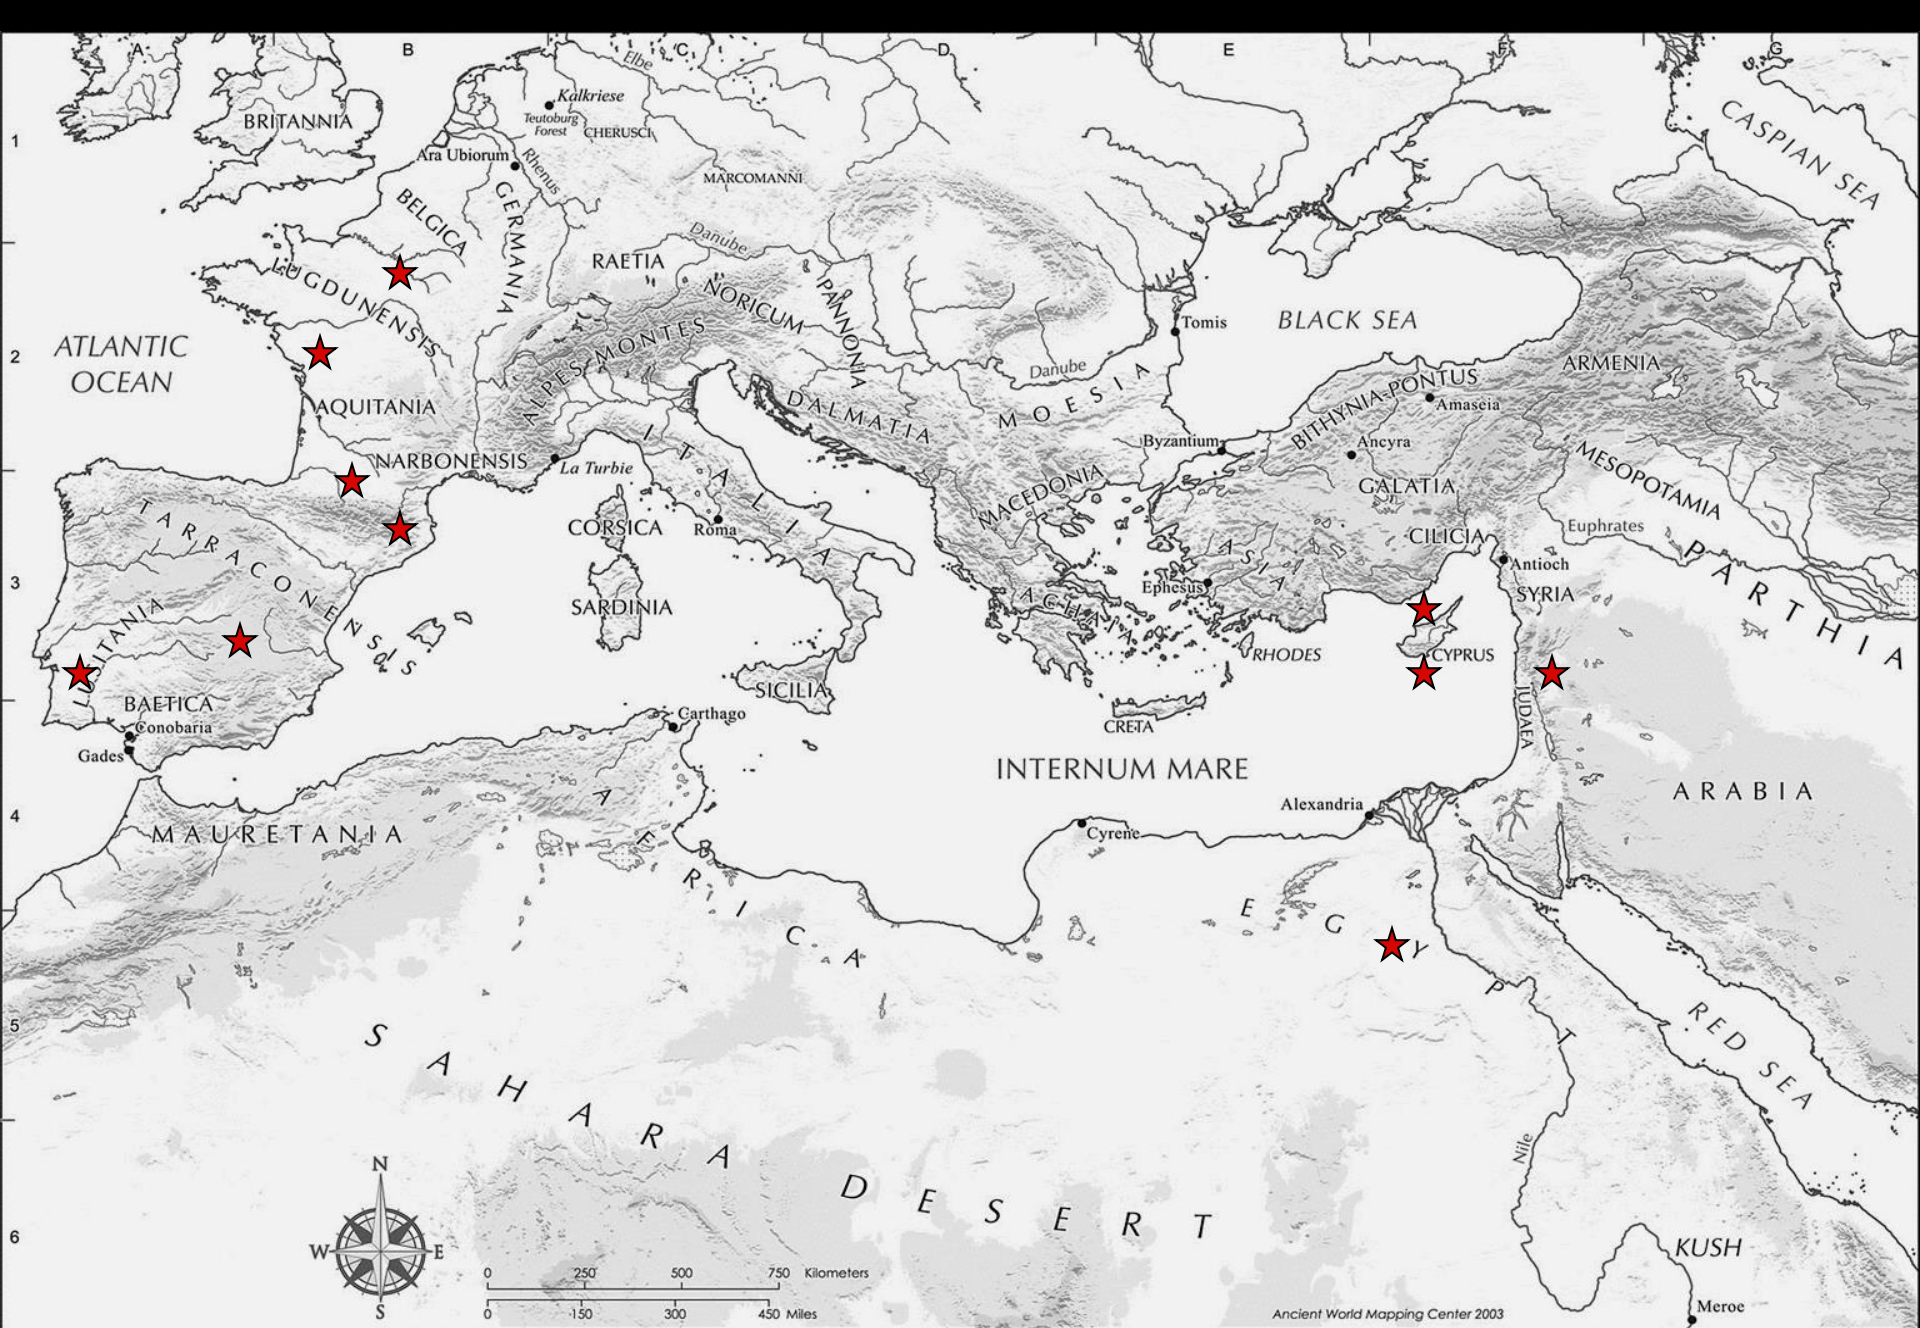 A
B
C
D
E
F
G
1
2
3
4
5
6
BRITANNIA
Kalkriese
Teutoburg
Forest
CHERUSCI
Elbe
Ara Ubiorum
Rhenus
MARCOMANNI
BELGICA
GERMANIA
LUGDUNENSIS
RAETIA
Danube
NORICUM
PANNONIA
ALPES MONTES
ATLANTIC
OCEAN
AQUITANIA
NARBONENSIS
La Turbie
ITALIA
DALMATIA
MOESIA
Danube
Tomis
BLACK SEA
CASPIAN SEA
ARMENIA
BITHYNIA-PONTUS
Amaseia
Byzantium
Ancyra
GALATIA
MACEDONIA
MESOPOTAMIA
Euphrates
PARTHIA
CILICIA
Antioch
SYRIA
ASIA
Ephesus
ACHAIA
RHODES
CYPRUS
CRETA
JUDAEA
TARRACONENSIS
LUSITANIA
BAETICA
Conobaria
Gades
CORSICA
Roma
SARDINIA
SICILIA
Carthago
INTERNUM MARE
Alexandria
Cyrene
ARABIA
MAURETANIA
AFRICA
EGYPT
RED SEA
SAHARA DESERT
Nile
KUSH
Meroe
N
W
E
S
0 250 500 750 Kilometers
0 150 300 450 Miles
Ancient World Mapping Center 2003